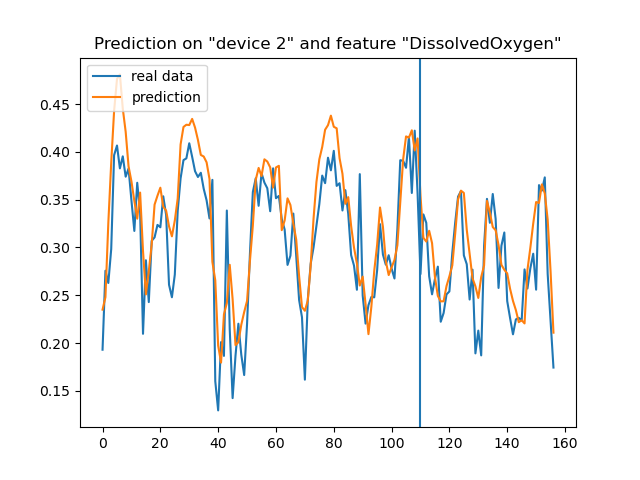 Prediction on "device 2" and feature "DissolvedOxygen"
real data
prediction
0.45
0.40
0.35
0.30
0.25
0.20
0.15
0 20 40 60 80 100 120 140 160